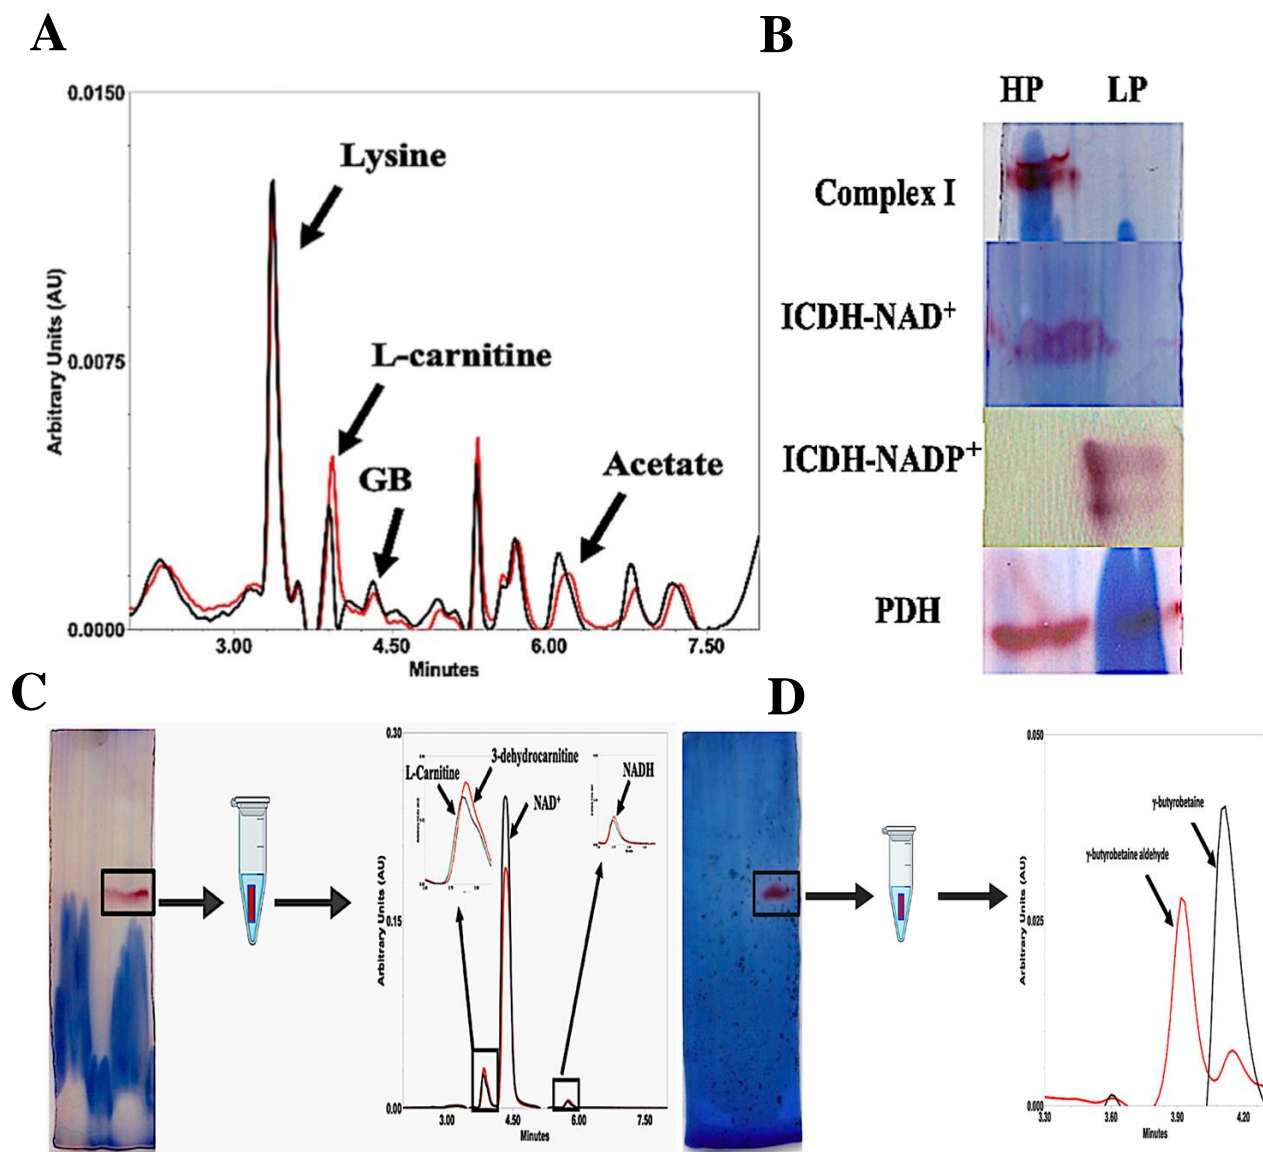 A
0.0150
0.0075
0.0000
Arbitrary Units (AU)
Lysine
L-carnitine
GB
Acetate
3.00
4.50
6.00
7.50
Minutes
B
HP
LP
Complex I
ICDH-NAD⁺
ICDH-NADP⁺
PDH
C
0.30
0.15
0.00
Arbitrary Units (AU)
L-Carnitine
3-dehydrocarnitine
NAD⁺
NADH
3.00
4.50
7.50
Minutes
D
0.050
0.025
0.000
Arbitrary Units (AU)
γ-butyrobetaine
γ-butyrobetaine aldehyde
3.30
3.60
3.90
4.20
Minutes